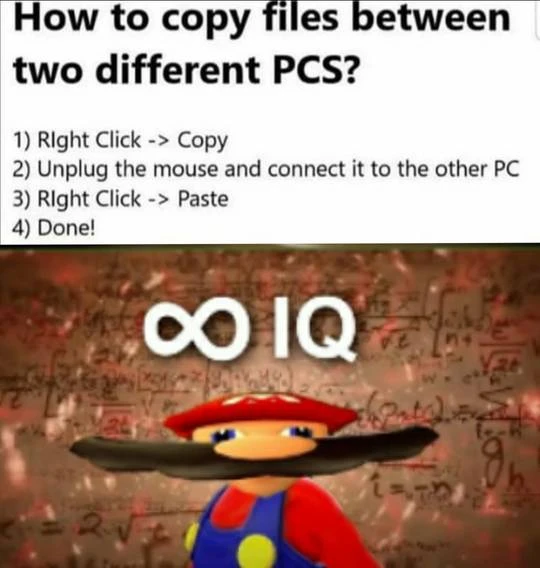 How to copy files between
two different PCS?
1) RIght Click -> Copy
2) Unplug the mouse and connect it to the other PC
3) RIght Click -> Paste
4) Done!
∞ IQ